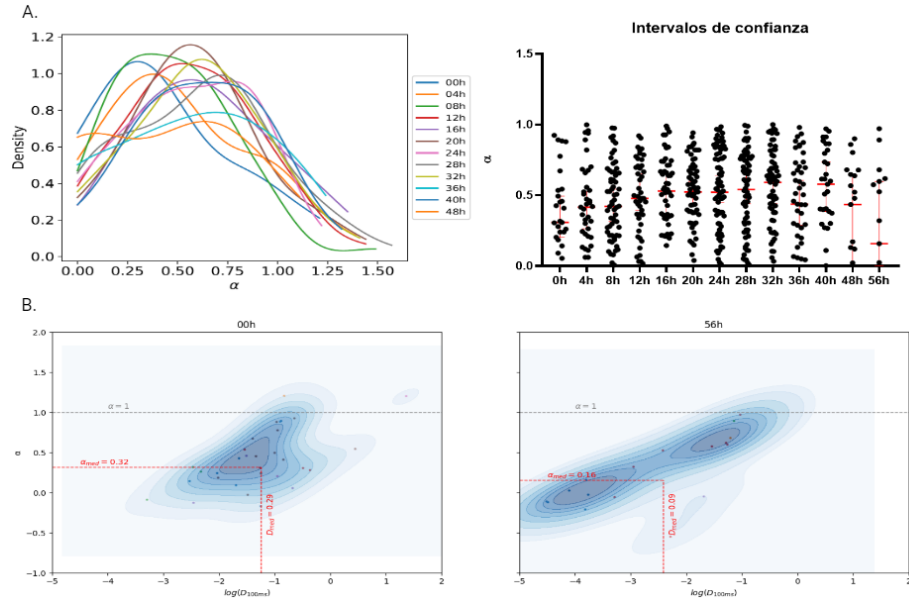 A.
Density
1.2
1.0
0.8
0.6
0.4
0.2
0.0
0.00 0.25 0.50 0.75 1.00 1.25 1.50
α
00h
04h
08h
12h
16h
20h
24h
28h
32h
36h
40h
48h
Intervalos de confianza
α
1.5
1.0
0.5
0.0
0h 4h 8h 12h 16h 20h 24h 28h 32h 36h 40h 48h 56h
B.
00h
α
2.0
1.5
1.0
0.5
0.0
−0.5
−1.0
α = 1
α_med = 0.32
D_med = 0.29
−5 −4 −3 −2 −1 0 1 2
log(D_100ms)
56h
α = 1
α_med = 0.16
D_med = 0.09
−5 −4 −3 −2 −1 0 1 2
log(D_100ms)